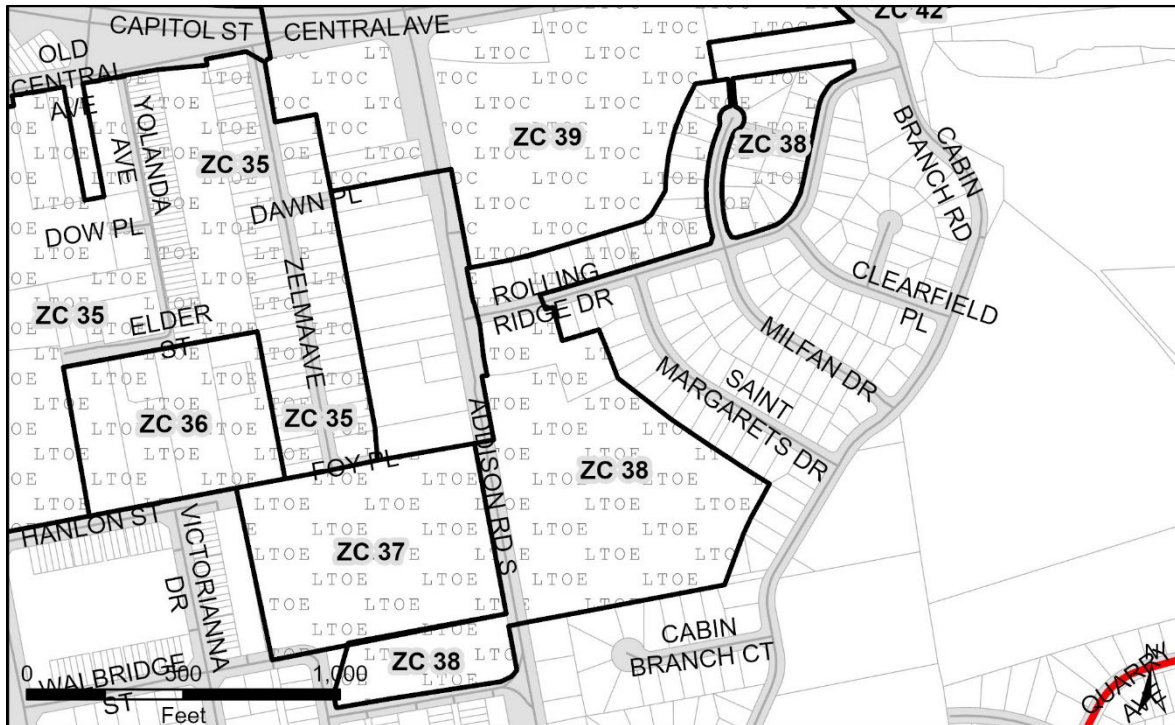 CAPITOL ST
CENTRAL AVE
ZC 42
OLD
CENTRAL
AVE
YOLANDA
AVE
ZC 35
ZC 39
ZC 38
CABIN
BRANCH RD
DAWN PL
DOW PL
ZELMA AVE
ROLLING
RIDGE DR
CLEARFIELD
PL
ZC 35
ELDER
ST
MILFAN DR
SAINT
MARGARETS DR
ZC 36
ZC 35
ADDISON RD S
ZC 38
FOY PL
HANLON ST
VICTORIANNA
DR
ZC 37
CABIN
BRANCH CT
ZC 38
WALBRIDGE
ST
QUARRY
AVE
0 500 1,000
Feet
LTOC
LTOE